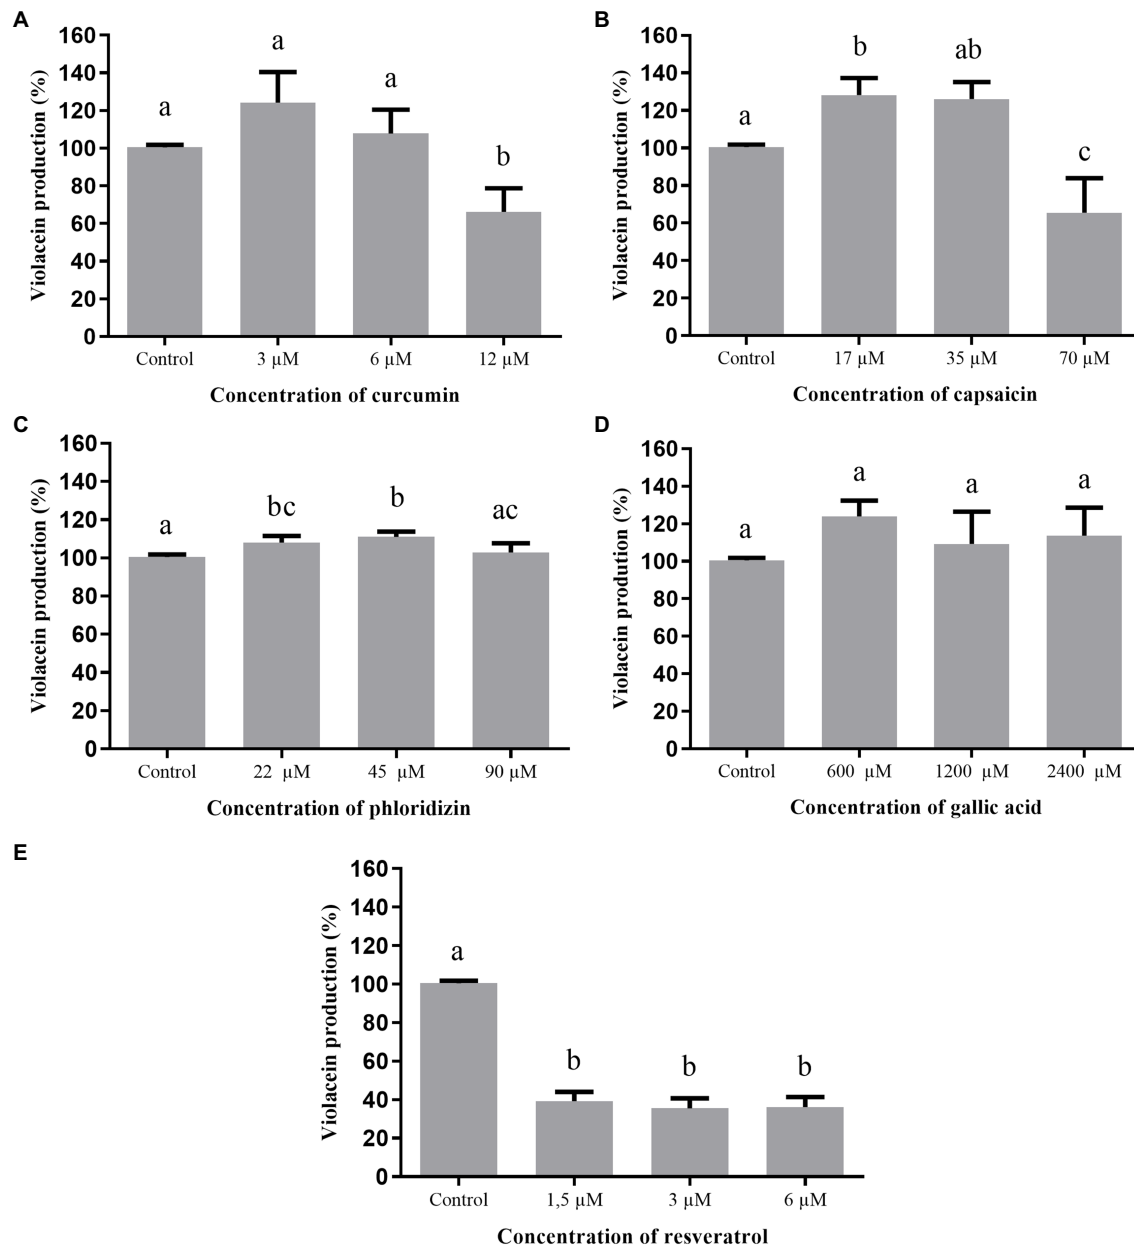 A
Violacein production (%)
160
140
120
100
80
60
40
20
0
a
a
a
b
Control
3 µM
6 µM
12 µM
Concentration of curcumin
B
Violacein production (%)
160
140
120
100
80
60
40
20
0
a
b
ab
c
Control
17 µM
35 µM
70 µM
Concentration of capsaicin
C
Violacein production (%)
160
140
120
100
80
60
40
20
0
a
bc
b
ac
Control
22 µM
45 µM
90 µM
Concentration of phloridizin
D
Violacein prodution (%)
160
140
120
100
80
60
40
20
0
a
a
a
a
Control
600 µM
1200 µM
2400 µM
Concentration of gallic acid
E
Violacein production (%)
160
140
120
100
80
60
40
20
0
a
b
b
b
Control
1,5 µM
3 µM
6 µM
Concentration of resveratrol